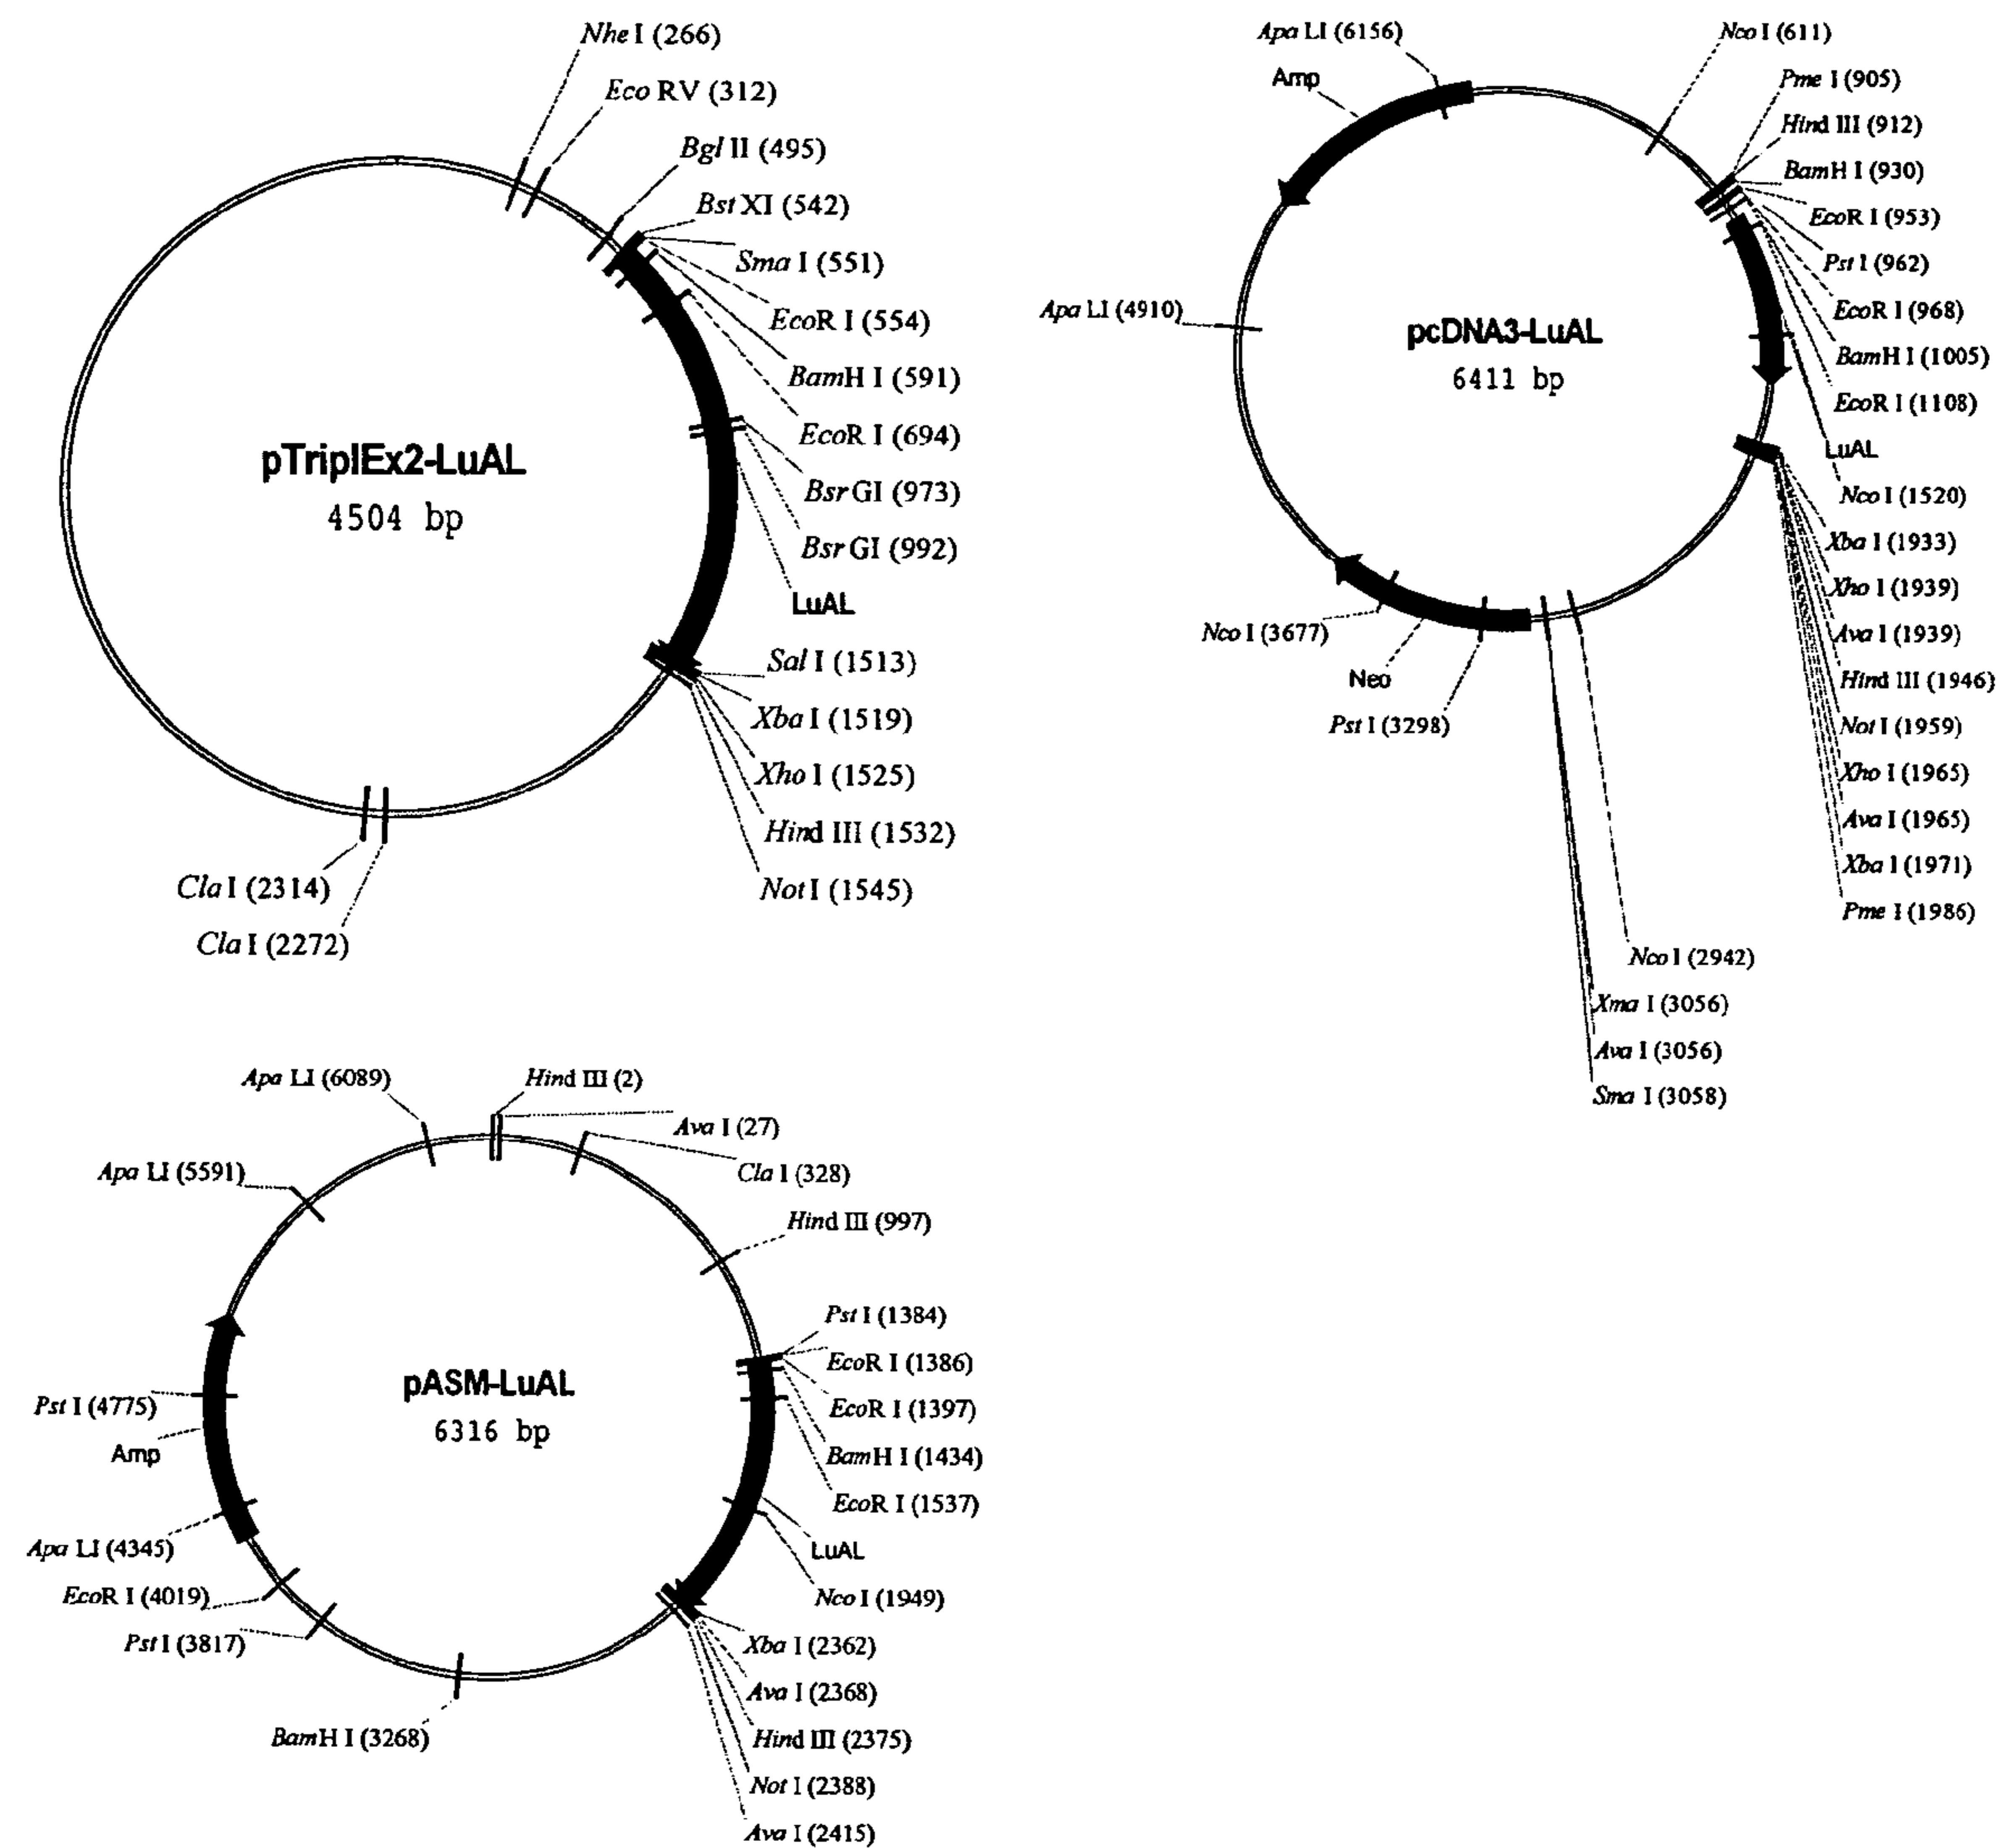 Nhe I (266)
Eco RV (312)
Bgl II (495)
Bst XI (542)
Sma I (551)
EcoR I (554)
BamH I (591)
EcoR I (694)
Bsr GI (973)
Bsr GI (992)
LuAL
Sal I (1513)
Xba I (1519)
Xho I (1525)
Hind III (1532)
Not I (1545)
Cla I (2314)
Cla I (2272)
pTriplEx2-LuAL
4504 bp
Apa LI (6156)
Amp
Nco I (611)
Pme I (905)
Hind III (912)
BamH I (930)
EcoR I (953)
Pst I (962)
EcoR I (968)
BamH I (1005)
EcoR I (1108)
LuAL
Nco I (1520)
Xba I (1933)
Xho I (1939)
Ava I (1939)
Hind III (1946)
Not I (1959)
Xho I (1965)
Ava I (1965)
Xba I (1971)
Pme I (1986)
Nco I (2942)
Xma I (3056)
Ava I (3056)
Sma I (3058)
Pst I (3298)
Neo
Nco I (3677)
Apa LI (4910)
pcDNA3-LuAL
6411 bp
Apa LI (6089)
Hind III (2)
Ava I (27)
Cla I (328)
Hind III (997)
Pst I (1384)
EcoR I (1386)
EcoR I (1397)
BamH I (1434)
EcoR I (1537)
LuAL
Nco I (1949)
Xba I (2362)
Ava I (2368)
Hind III (2375)
Not I (2388)
Ava I (2415)
BamH I (3268)
Pst I (3817)
EcoR I (4019)
Apa LI (4345)
Amp
Pst I (4775)
Apa LI (5591)
pASM-LuAL
6316 bp